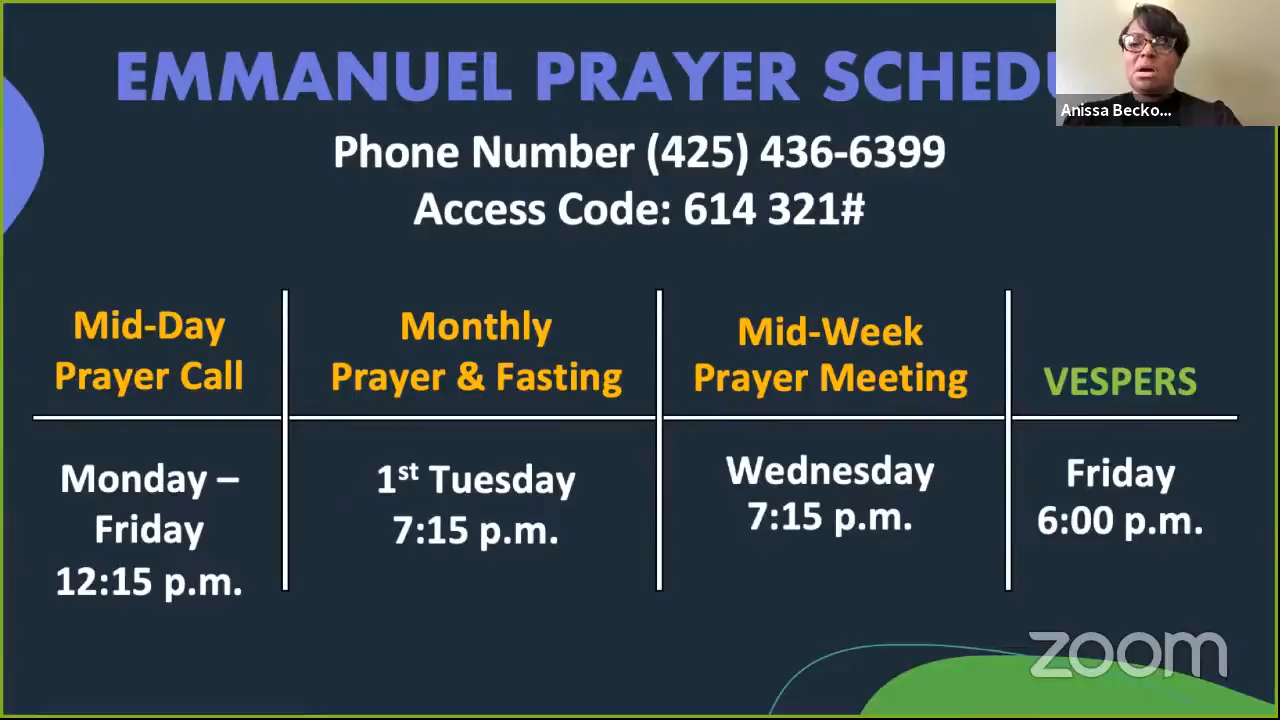 EMMANUEL PRAYER SCHEDU
Anissa Becko...
Phone Number (425) 436-6399
Access Code: 614 321#
Mid-Day
Prayer Call
Monthly
Prayer & Fasting
Mid-Week
Prayer Meeting
VESPERS
Monday –
Friday
12:15 p.m.
1st Tuesday
7:15 p.m.
Wednesday
7:15 p.m.
Friday
6:00 p.m.
zoom